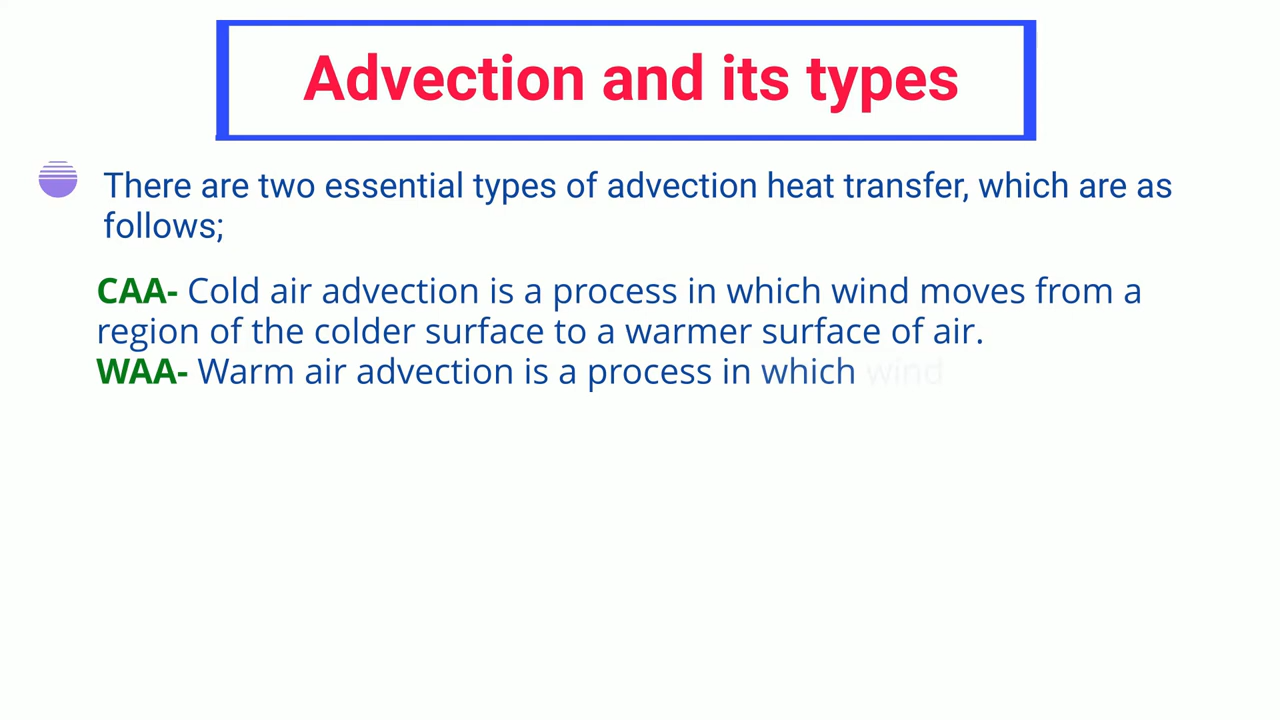 Advection and its types
There are two essential types of advection heat transfer, which are as
follows;
CAA- Cold air advection is a process in which wind moves from a
region of the colder surface to a warmer surface of air.
WAA- Warm air advection is a process in which wind